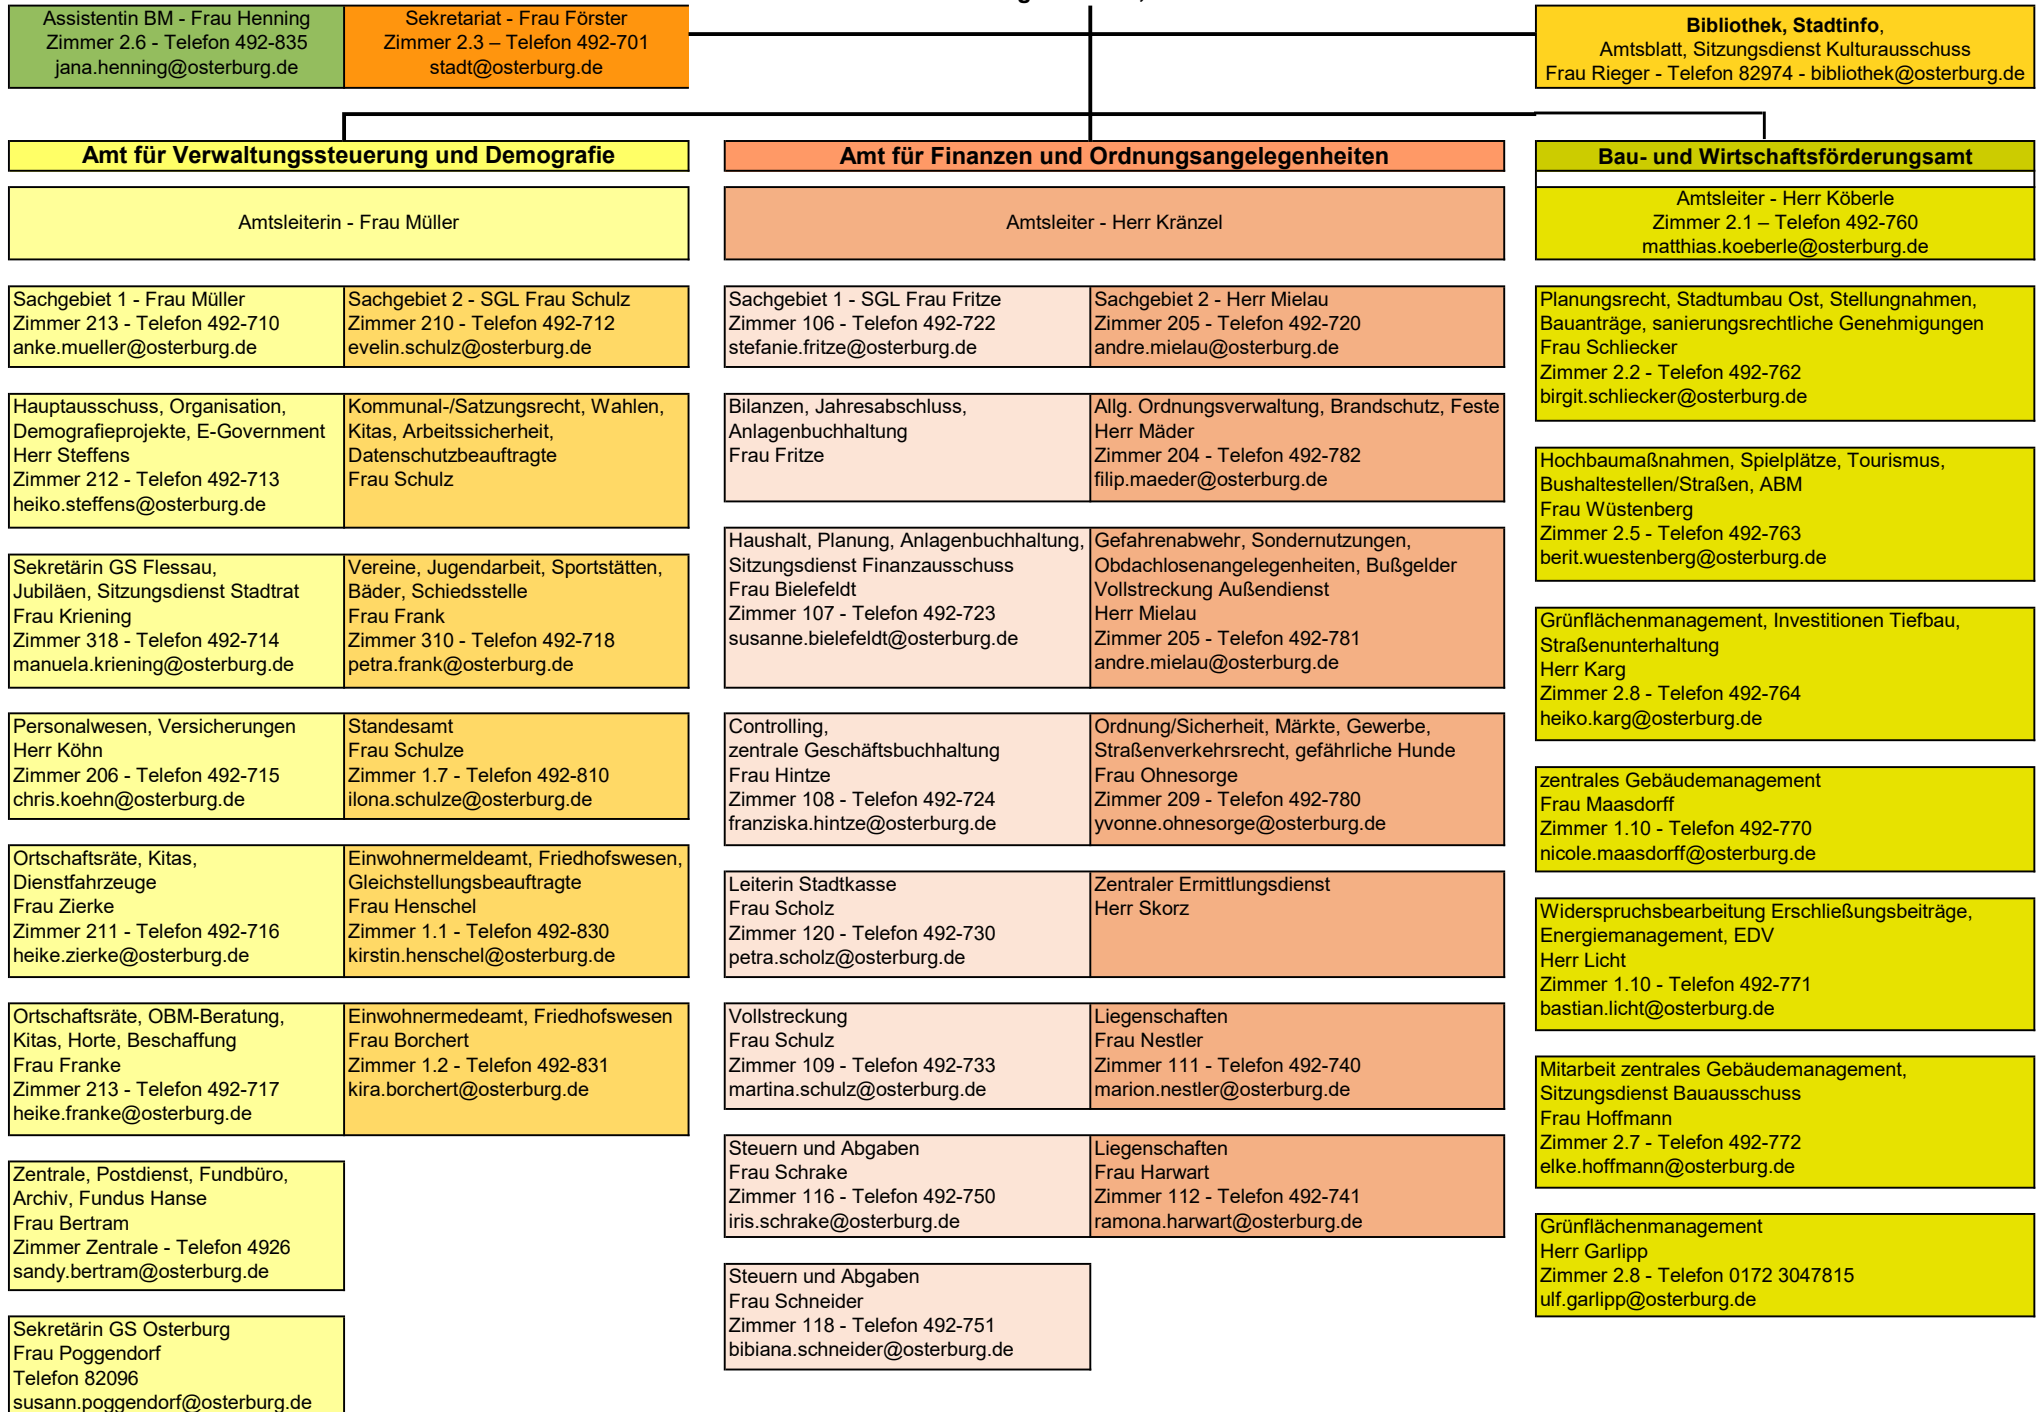 Assistentin BM - Frau Henning
Zimmer 2.6 - Telefon 492-835
jana.henning@osterburg.de
Sekretariat - Frau Förster
Zimmer 2.3 – Telefon 492-701
stadt@osterburg.de
Bibliothek, Stadtinfo,
Amtsblatt, Sitzungsdienst Kulturausschuss
Frau Rieger - Telefon 82974 - bibliothek@osterburg.de
Amt für Verwaltungssteuerung und Demografie
Amtsleiterin - Frau Müller
Sachgebiet 1 - Frau Müller
Zimmer 213 - Telefon 492-710
anke.mueller@osterburg.de
Hauptausschuss, Organisation,
Demografieprojekte, E-Government
Herr Steffens
Zimmer 212 - Telefon 492-713
heiko.steffens@osterburg.de
Sekretärin GS Flessau,
Jubiläen, Sitzungsdienst Stadtrat
Frau Kriening
Zimmer 318 - Telefon 492-714
manuela.kriening@osterburg.de
Personalwesen, Versicherungen
Herr Köhn
Zimmer 206 - Telefon 492-715
chris.koehn@osterburg.de
Ortschaftsräte, Kitas,
Dienstfahrzeuge
Frau Zierke
Zimmer 211 - Telefon 492-716
heike.zierke@osterburg.de
Ortschaftsräte, OBM-Beratung,
Kitas, Horte, Beschaffung
Frau Franke
Zimmer 213 - Telefon 492-717
heike.franke@osterburg.de
Zentrale, Postdienst, Fundbüro,
Archiv, Fundus Hanse
Frau Bertram
Zimmer Zentrale - Telefon 4926
sandy.bertram@osterburg.de
Sekretärin GS Osterburg
Frau Poggendorf
Telefon 82096
susann.poggendorf@osterburg.de
Sachgebiet 2 - SGL Frau Schulz
Zimmer 210 - Telefon 492-712
evelin.schulz@osterburg.de
Kommunal-/Satzungsrecht, Wahlen,
Kitas, Arbeitssicherheit,
Datenschutzbeauftragte
Frau Schulz
Vereine, Jugendarbeit, Sportstätten,
Bäder, Schiedsstelle
Frau Frank
Zimmer 310 - Telefon 492-718
petra.frank@osterburg.de
Standesamt
Frau Schulze
Zimmer 1.7 - Telefon 492-810
ilona.schulze@osterburg.de
Einwohnermeldeamt, Friedhofswesen,
Gleichstellungsbeauftragte
Frau Henschel
Zimmer 1.1 - Telefon 492-830
kirstin.henschel@osterburg.de
Einwohnermedeamt, Friedhofswesen
Frau Borchert
Zimmer 1.2 - Telefon 492-831
kira.borchert@osterburg.de
Amt für Finanzen und Ordnungsangelegenheiten
Amtsleiter - Herr Kränzel
Sachgebiet 1 - SGL Frau Fritze
Zimmer 106 - Telefon 492-722
stefanie.fritze@osterburg.de
Bilanzen, Jahresabschluss,
Anlagenbuchhaltung
Frau Fritze
Haushalt, Planung, Anlagenbuchhaltung,
Sitzungsdienst Finanzausschuss
Frau Bielefeldt
Zimmer 107 - Telefon 492-723
susanne.bielefeldt@osterburg.de
Controlling,
zentrale Geschäftsbuchhaltung
Frau Hintze
Zimmer 108 - Telefon 492-724
franziska.hintze@osterburg.de
Leiterin Stadtkasse
Frau Scholz
Zimmer 120 - Telefon 492-730
petra.scholz@osterburg.de
Vollstreckung
Frau Schulz
Zimmer 109 - Telefon 492-733
martina.schulz@osterburg.de
Steuern und Abgaben
Frau Schrake
Zimmer 116 - Telefon 492-750
iris.schrake@osterburg.de
Steuern und Abgaben
Frau Schneider
Zimmer 118 - Telefon 492-751
bibiana.schneider@osterburg.de
Sachgebiet 2 - Herr Mielau
Zimmer 205 - Telefon 492-720
andre.mielau@osterburg.de
Allg. Ordnungsverwaltung, Brandschutz, Feste
Herr Mäder
Zimmer 204 - Telefon 492-782
filip.maeder@osterburg.de
Gefahrenabwehr, Sondernutzungen,
Obdachlosenangelegenheiten, Bußgelder
Vollstreckung Außendienst
Herr Mielau
Zimmer 205 - Telefon 492-781
andre.mielau@osterburg.de
Ordnung/Sicherheit, Märkte, Gewerbe,
Straßenverkehrsrecht, gefährliche Hunde
Frau Ohnesorge
Zimmer 209 - Telefon 492-780
yvonne.ohnesorge@osterburg.de
Zentraler Ermittlungsdienst
Herr Skorz
Liegenschaften
Frau Nestler
Zimmer 111 - Telefon 492-740
marion.nestler@osterburg.de
Liegenschaften
Frau Harwart
Zimmer 112 - Telefon 492-741
ramona.harwart@osterburg.de
Bau- und Wirtschaftsförderungsamt
Amtsleiter - Herr Köberle
Zimmer 2.1 – Telefon 492-760
matthias.koeberle@osterburg.de
Planungsrecht, Stadtumbau Ost, Stellungnahmen,
Bauanträge, sanierungsrechtliche Genehmigungen
Frau Schliecker
Zimmer 2.2 - Telefon 492-762
birgit.schliecker@osterburg.de
Hochbaumaßnahmen, Spielplätze, Tourismus,
Bushaltestellen/Straßen, ABM
Frau Wüstenberg
Zimmer 2.5 - Telefon 492-763
berit.wuestenberg@osterburg.de
Grünflächenmanagement, Investitionen Tiefbau,
Straßenunterhaltung
Herr Karg
Zimmer 2.8 - Telefon 492-764
heiko.karg@osterburg.de
zentrales Gebäudemanagement
Frau Maasdorff
Zimmer 1.10 - Telefon 492-770
nicole.maasdorff@osterburg.de
Widerspruchsbearbeitung Erschließungsbeiträge,
Energiemanagement, EDV
Herr Licht
Zimmer 1.10 - Telefon 492-771
bastian.licht@osterburg.de
Mitarbeit zentrales Gebäudemanagement,
Sitzungsdienst Bauausschuss
Frau Hoffmann
Zimmer 2.7 - Telefon 492-772
elke.hoffmann@osterburg.de
Grünflächenmanagement
Herr Garlipp
Zimmer 2.8 - Telefon 0172 3047815
ulf.garlipp@osterburg.de